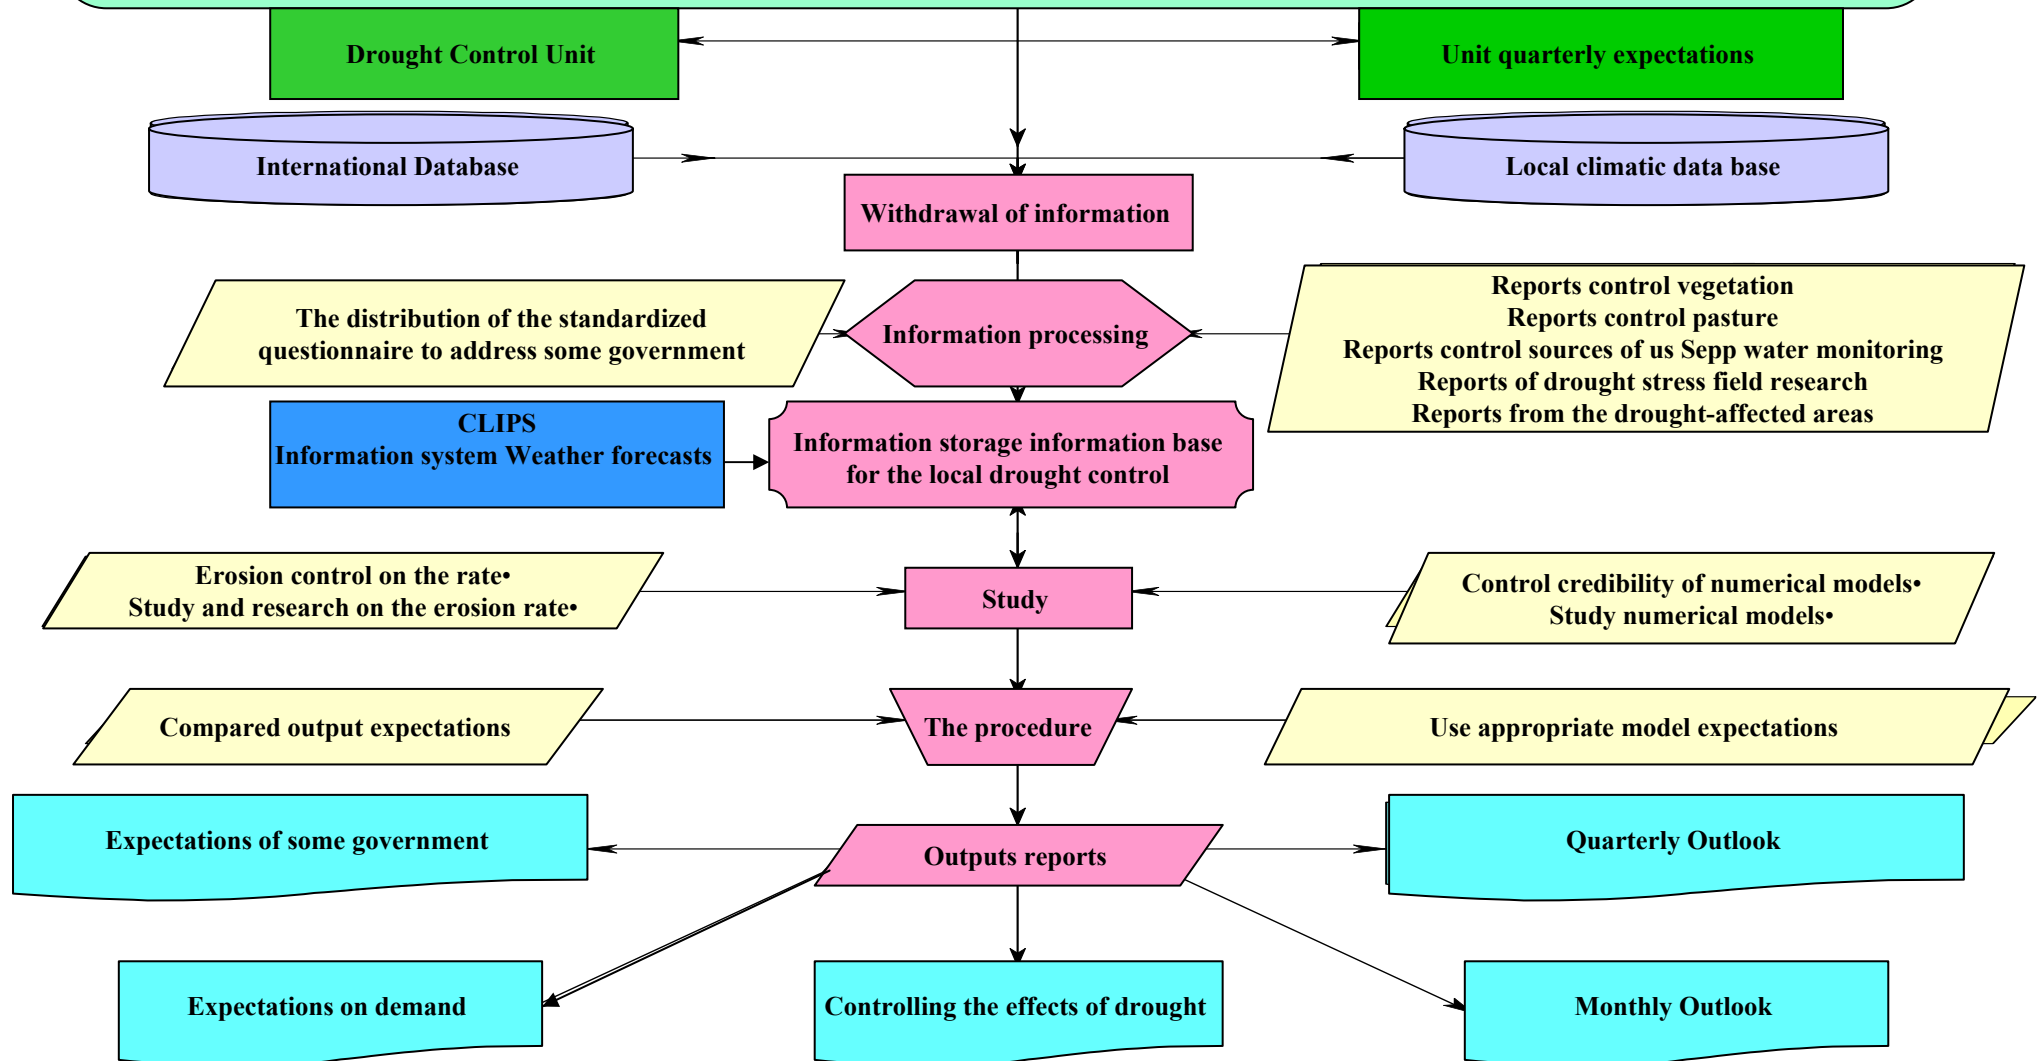 Drought Control Unit
Unit quarterly expectations
International Database
Local climatic data base
Withdrawal of information
The distribution of the standardized
questionnaire to address some government
Information processing
Reports control vegetation
Reports control pasture
Reports control sources of us Sepp water monitoring
Reports of drought stress field research
Reports from the drought-affected areas
CLIPS
Information system Weather forecasts
Information storage information base
for the local drought control
Erosion control on the rate•
Study and research on the erosion rate•
Study
Control credibility of numerical models•
Study numerical models•
Compared output expectations
The procedure
Use appropriate model expectations
Expectations of some government
Outputs reports
Quarterly Outlook
Expectations on demand
Controlling the effects of drought
Monthly Outlook